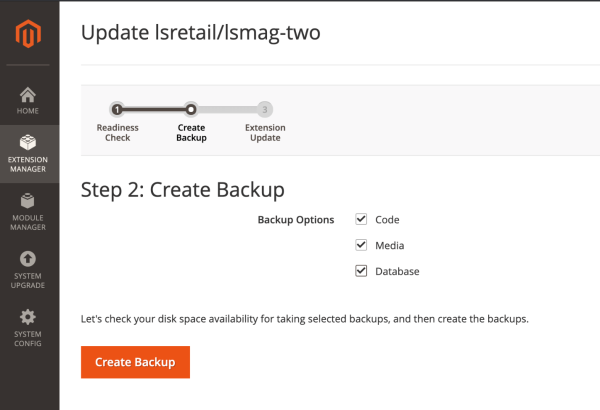 Update lsretail/lsmag-two
HOME
EXTENSION
MANAGER
MODULE
MANAGER
SYSTEM
UPGRADE
SYSTEM
CONFIG
1
3
Readiness
Check
Create
Backup
Extension
Update
Step 2: Create Backup
Backup Options
Code
Media
Database
Let's check your disk space availability for taking selected backups, and then create the backups.
Create Backup